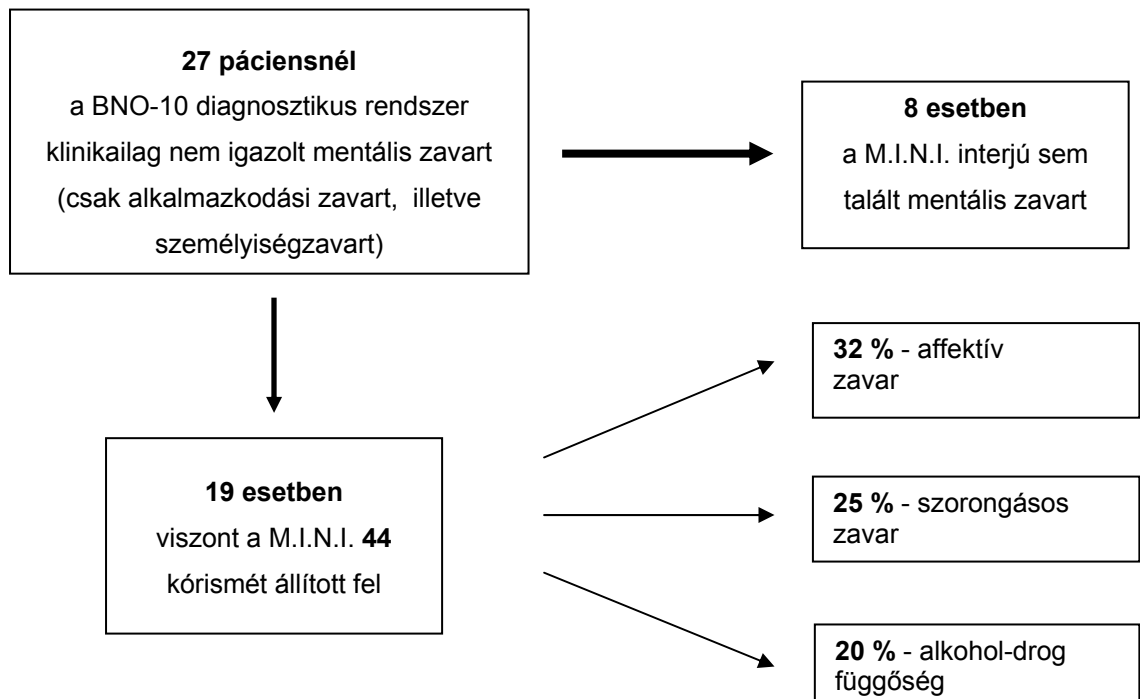 27 páciensnél
a BNO-10 diagnosztikus rendszer
klinikailag nem igazolt mentális zavart
(csak alkalmazkodási zavart, illetve
személyiségzavart)
8 esetben
a M.I.N.I. interjú sem
talált mentális zavart
19 esetben
viszont a M.I.N.I. 44
kórismét állított fel
32 % - affektív
zavar
25 % - szorongásos
zavar
20 % - alkohol-drog
függőség